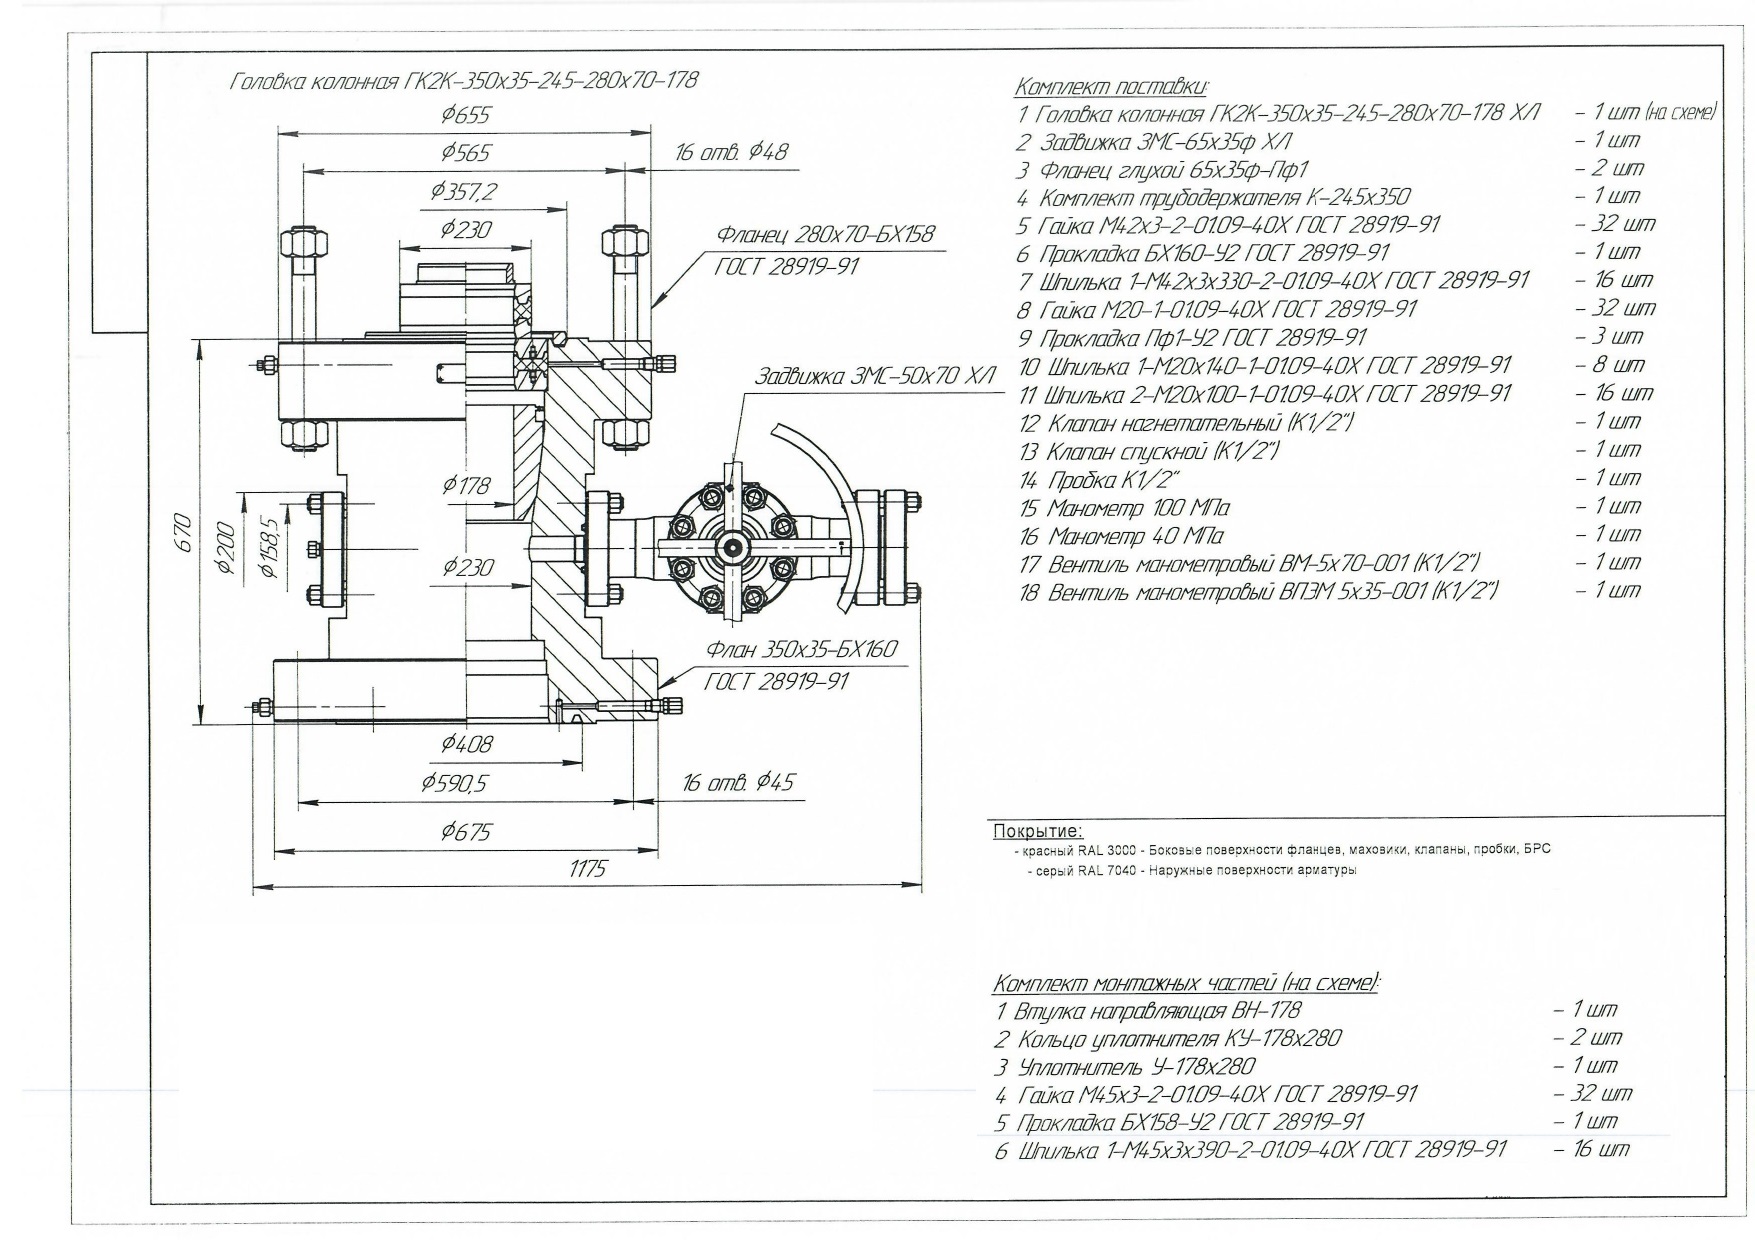 Головка колонная ГК2К-350х35-245-280х70-178
ϕ655
ϕ565
16 отв. ϕ48
ϕ357,2
ϕ230
Фланец 280х70-БХ158
ГОСТ 28919-91
Задвижка ЗМС-50х70 ХЛ
ϕ178
670
ϕ200
ϕ158,5
ϕ230
Флан 350х35-БХ160
ГОСТ 28919-91
ϕ408
ϕ590,5
16 отв. ϕ45
ϕ675
1175
Комплект поставки:
1 Головка колонная ГК2К-350х35-245-280х70-178 ХЛ - 1 шт (на схеме)
2 Задвижка ЗМС-65х35ф ХЛ - 1 шт
3 Фланец глухой 65х35ф-Пф1 - 2 шт
4 Комплект трубодержателя К-245х350 - 1 шт
5 Гайка М42х3-2-01.09-40Х ГОСТ 28919-91 - 32 шт
6 Прокладка БХ160-У2 ГОСТ 28919-91 - 1 шт
7 Шпилька 1-М42х3х330-2-01.09-40Х ГОСТ 28919-91 - 16 шт
8 Гайка М20-1-01.09-40Х ГОСТ 28919-91 - 32 шт
9 Прокладка Пф1-У2 ГОСТ 28919-91 - 3 шт
10 Шпилька 1-М20х140-1-01.09-40Х ГОСТ 28919-91 - 8 шт
11 Шпилька 2-М20х100-1-01.09-40Х ГОСТ 28919-91 - 16 шт
12 Клапан нагнетательный (К1/2") - 1 шт
13 Клапан спускной (К1/2") - 1 шт
14 Пробка К1/2" - 1 шт
15 Манометр 100 МПа - 1 шт
16 Манометр 40 МПа - 1 шт
17 Вентиль манометровый ВМ-5х70-001 (К1/2") - 1 шт
18 Вентиль манометровый ВПЭМ 5х35-001 (К1/2") - 1 шт
Покрытие:
- красный RAL 3000 - Боковые поверхности фланцев, маховики, клапаны, пробки, БРС
- серый RAL 7040 - Наружные поверхности арматуры
Комплект монтажных частей (на схеме):
1 Втулка направляющая ВН-178 - 1 шт
2 Кольцо уплотнителя КУ-178х280 - 2 шт
3 Уплотнитель У-178х280 - 1 шт
4 Гайка М45х3-2-01.09-40Х ГОСТ 28919-91 - 32 шт
5 Прокладка БХ158-У2 ГОСТ 28919-91 - 1 шт
6 Шпилька 1-М45х3х390-2-01.09-40Х ГОСТ 28919-91 - 16 шт